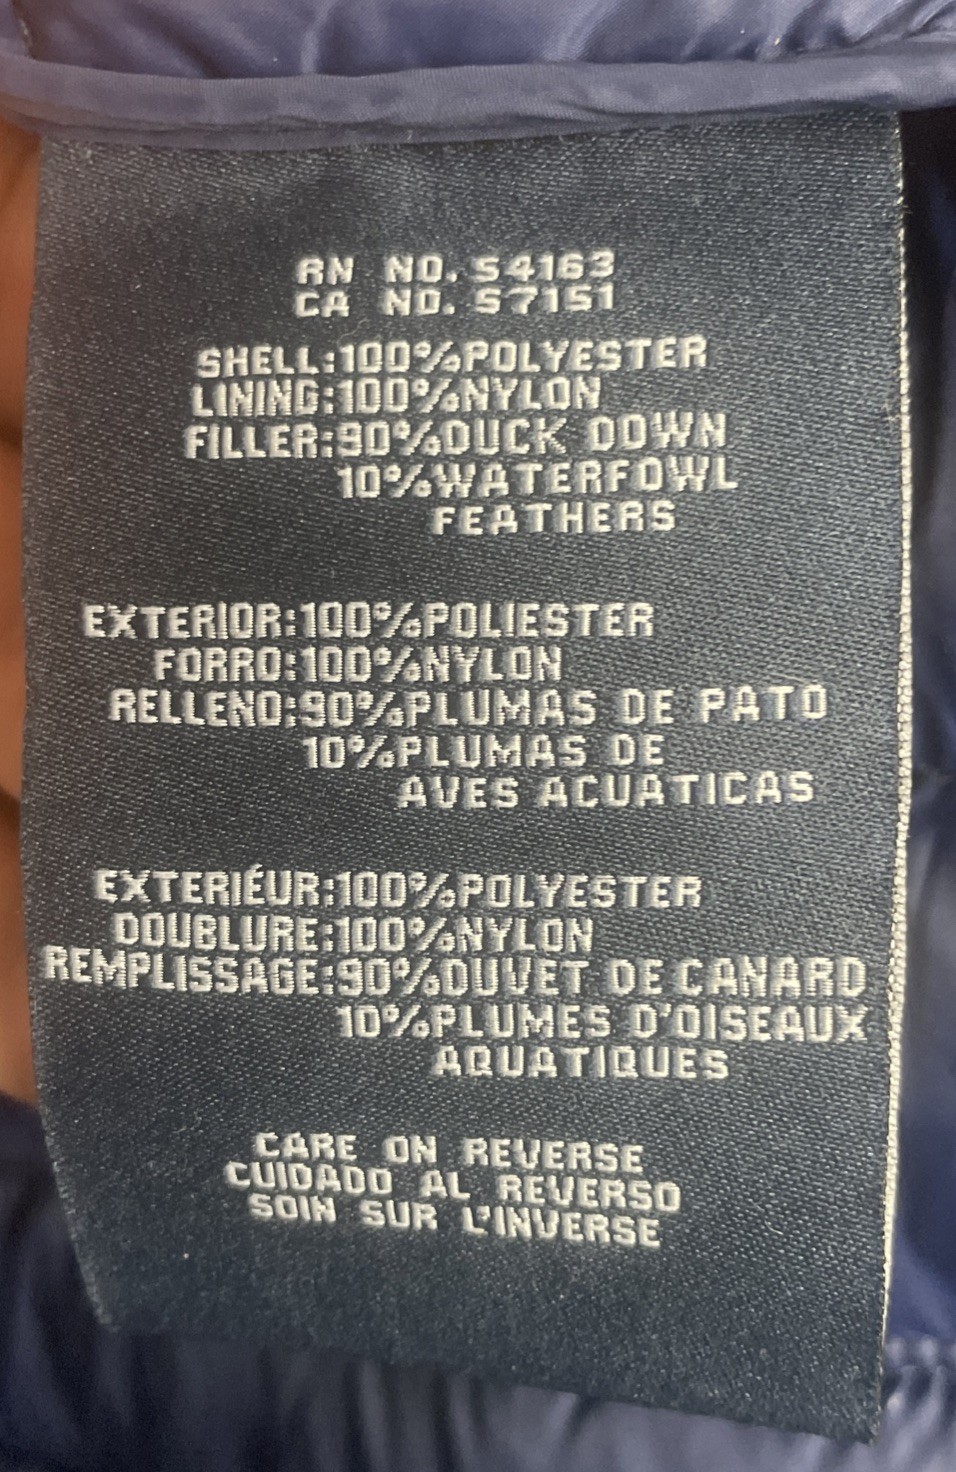 RN NO. 54163
CA NO. 57151
SHELL:100%POLYESTER
LINING:100%NYLON
FILLER:90%DUCK DOWN
10%WATERFOWL
FEATHERS
EXTERIOR:100%POLIESTER
FORRO:100%NYLON
RELLENO:90%PLUMAS DE PATO
10%PLUMAS DE
AVES ACUATICAS
EXTERIÉUR:100%POLYESTER
DOUBLURE:100%NYLON
REMPLISSAGE:90%DUVET DE CANARD
10%PLUMES D'OISEAUX
AQUATIQUES
CARE ON REVERSE
CUIDADO AL REVERSO
SOIN SUR L'INVERSE